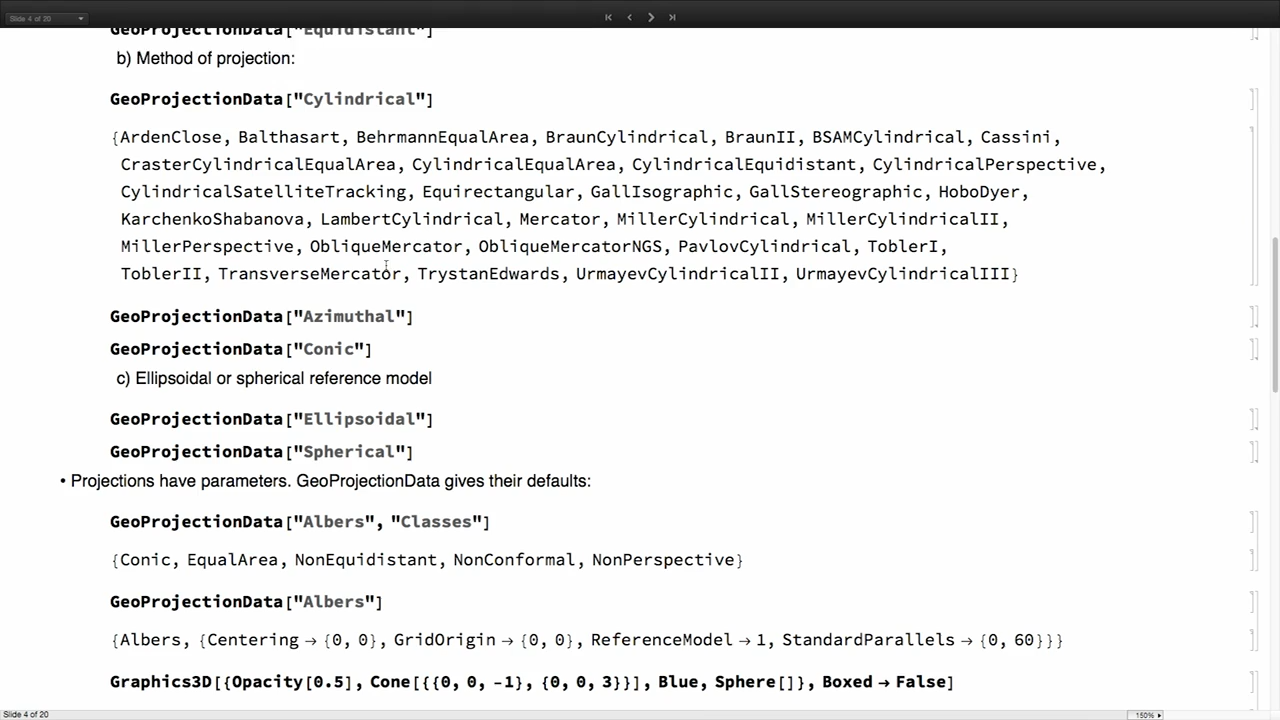 Slide 4 of 20
GeoProjectionData["Equidistant"]
b) Method of projection:
GeoProjectionData["Cylindrical"]
{ArdenClose, Balthasart, BehrmannEqualArea, BraunCylindrical, BraunII, BSAMCylindrical, Cassini,
CrasterCylindricalEqualArea, CylindricalEqualArea, CylindricalEquidistant, CylindricalPerspective,
CylindricalSatelliteTracking, Equirectangular, GallIsographic, GallStereographic, HoboDyer,
KarchenkoShabanova, LambertCylindrical, Mercator, MillerCylindrical, MillerCylindricalII,
MillerPerspective, ObliqueMercator, ObliqueMercatorNGS, PavlovCylindrical, ToblerI,
ToblerII, TransverseMercator, TrystanEdwards, UrmayevCylindricalII, UrmayevCylindricalIII}
GeoProjectionData["Azimuthal"]
GeoProjectionData["Conic"]
c) Ellipsoidal or spherical reference model
GeoProjectionData["Ellipsoidal"]
GeoProjectionData["Spherical"]
• Projections have parameters. GeoProjectionData gives their defaults:
GeoProjectionData["Albers", "Classes"]
{Conic, EqualArea, NonEquidistant, NonConformal, NonPerspective}
GeoProjectionData["Albers"]
{Albers, {Centering → {0, 0}, GridOrigin → {0, 0}, ReferenceModel → 1, StandardParallels → {0, 60}}}
Graphics3D[{Opacity[0.5], Cone[{{0, 0, -1}, {0, 0, 3}}], Blue, Sphere[]}, Boxed → False]
Slide 4 of 20
150%